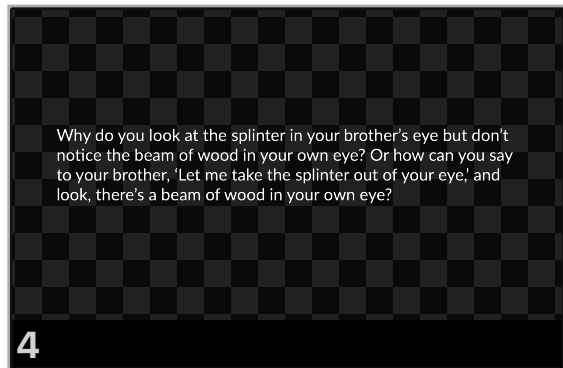 Why do you look at the splinter in your brother’s eye but don’t
notice the beam of wood in your own eye? Or how can you say
to your brother, ‘Let me take the splinter out of your eye,’ and
look, there’s a beam of wood in your own eye?
4